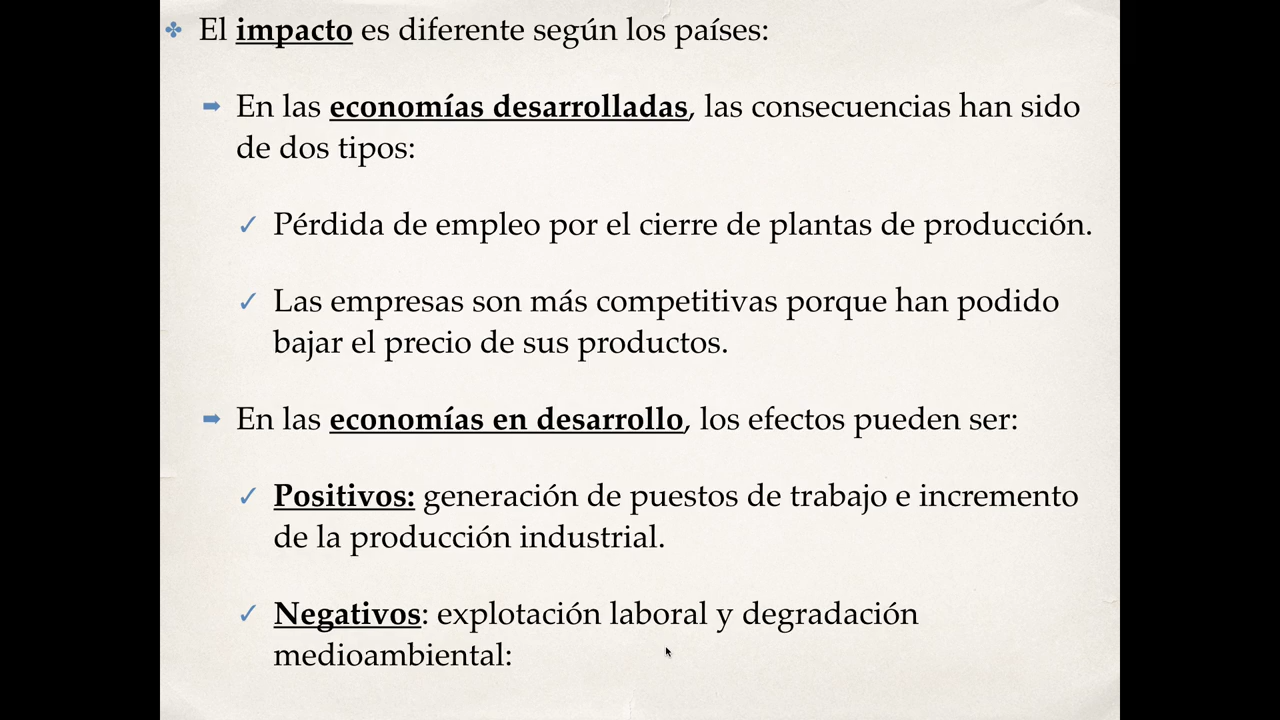 El impacto es diferente según los países:
En las economías desarrolladas, las consecuencias han sido
de dos tipos:
Pérdida de empleo por el cierre de plantas de producción.
Las empresas son más competitivas porque han podido
bajar el precio de sus productos.
En las economías en desarrollo, los efectos pueden ser:
Positivos: generación de puestos de trabajo e incremento
de la producción industrial.
Negativos: explotación laboral y degradación
medioambiental: